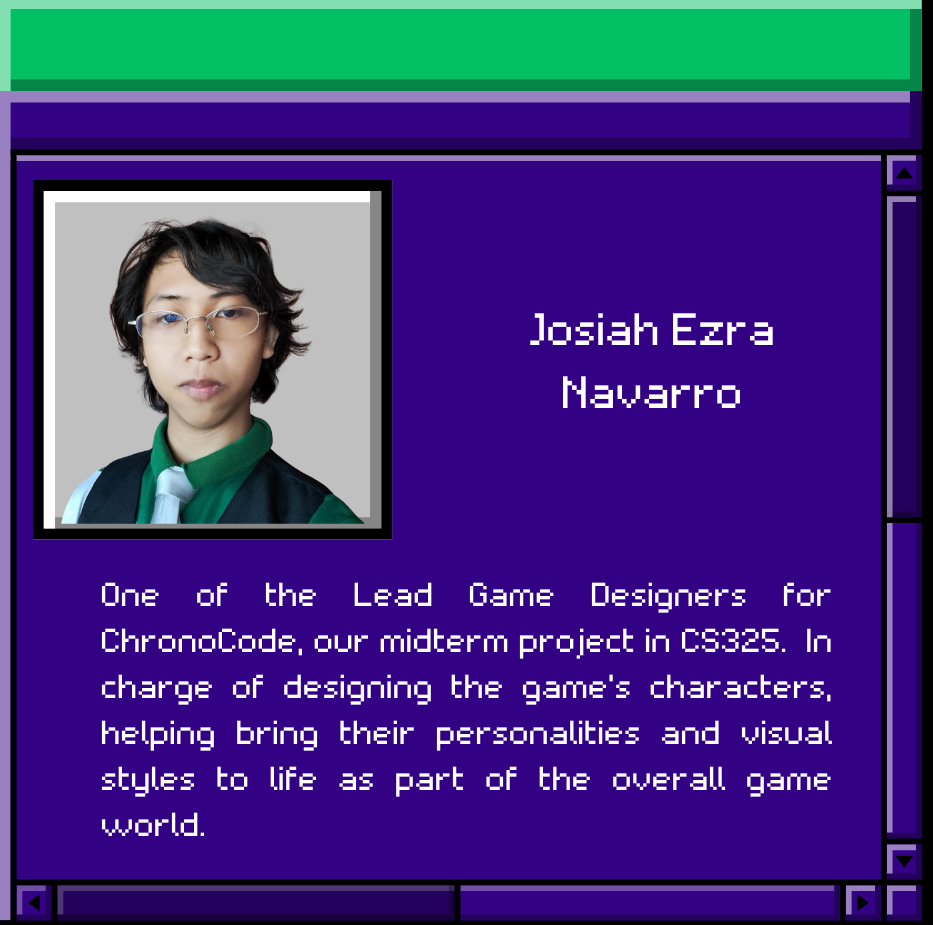 Josiah Ezra
Navarro
One of the Lead Game Designers for
ChronoCode, our midterm project in CS325. In
charge of designing the game's characters,
helping bring their personalities and visual
styles to life as part of the overall game
world.